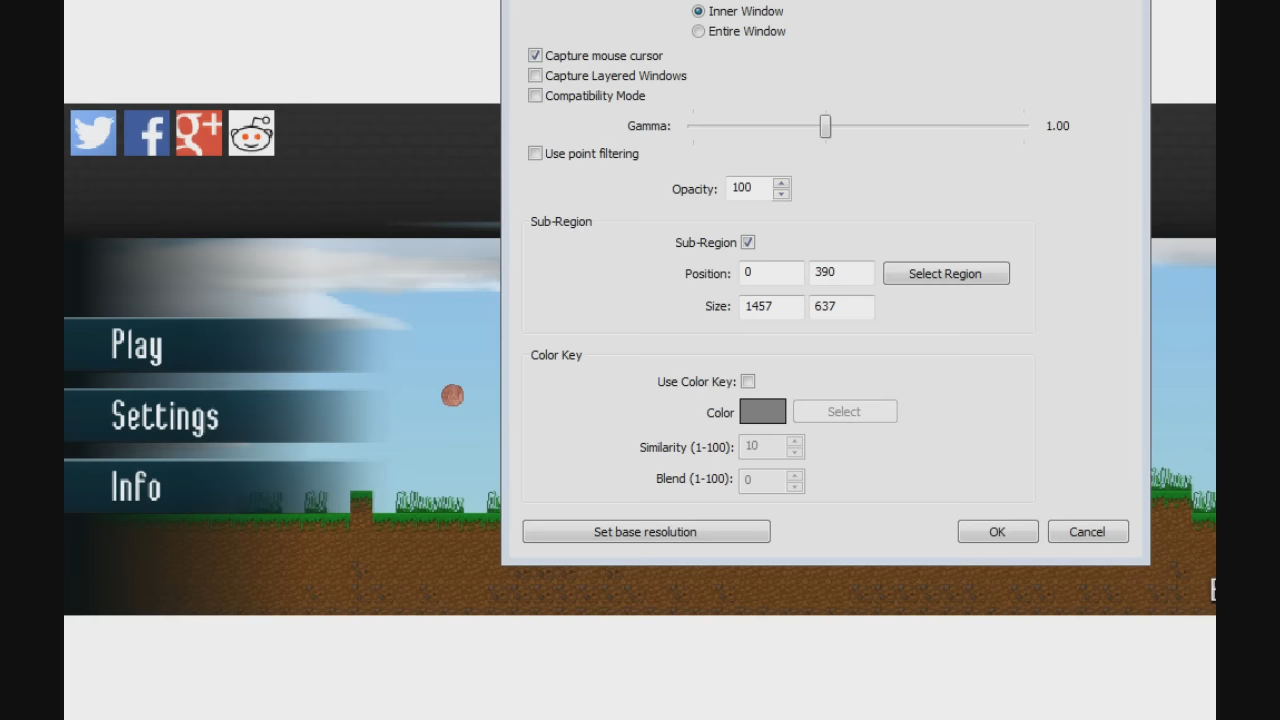 Inner Window
Entire Window
Capture mouse cursor
Capture Layered Windows
Compatibility Mode
Gamma: 1.00
Use point filtering
Opacity: 100
Sub-Region
Sub-Region
Position: 0 390 Select Region
Size: 1457 637
Color Key
Use Color Key:
Color Select
Similarity (1-100): 10
Blend (1-100): 0
Set base resolution OK Cancel
g+
Play
Settings
Info